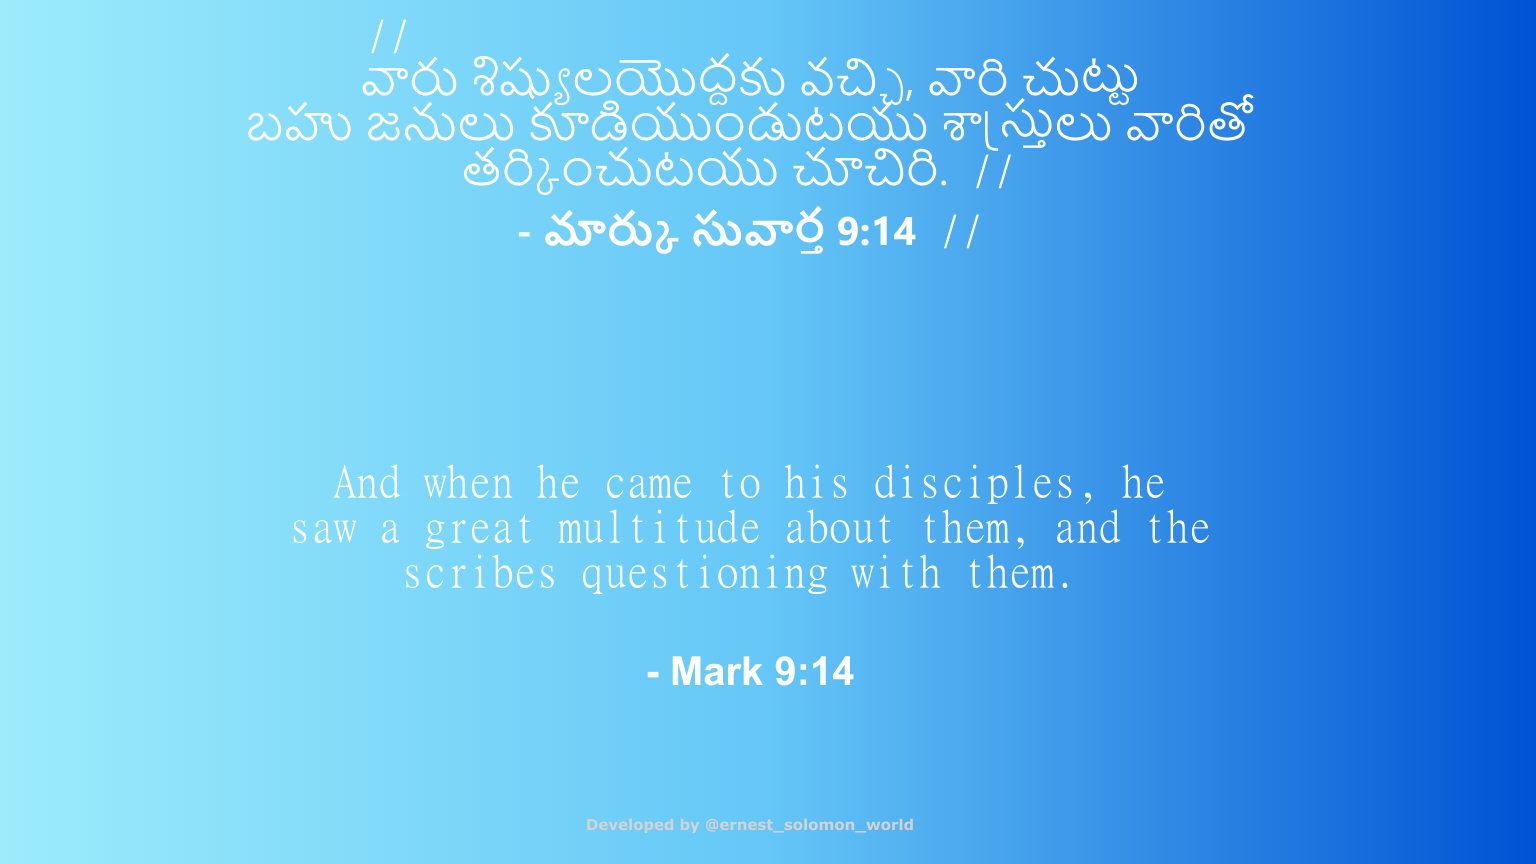 //
వారు శిష్యులయొద్దకు వచ్చి, వారి చుట్టు
బహు జనులు కూడియుండుటయు శాస్త్రులు వారితో
తర్కించుటయు చూచిరి. //
- మార్కు సువార్త 9:14 //
And when he came to his disciples, he
saw a great multitude about them, and the
scribes questioning with them.
- Mark 9:14
Developed by @ernest_solomon_world